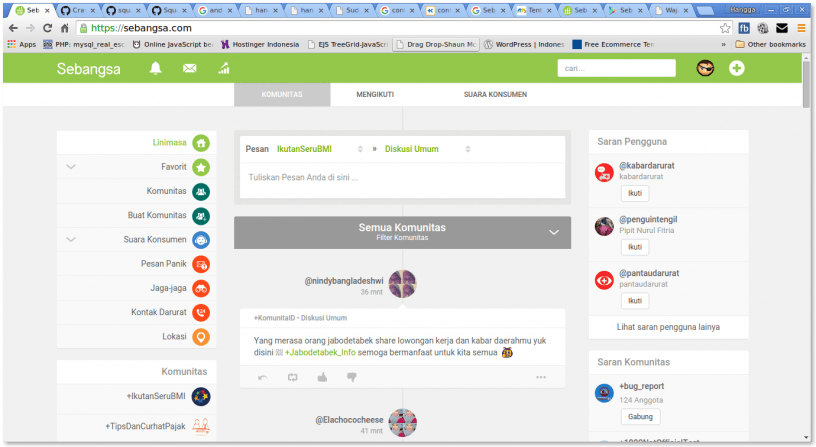 Seb
Cra
squ
Squ
and
han
han
Sud
con
con
Seb
Tem
Seb
Seb
Waj
Hangga
https://sebangsa.com
Apps
PHP: mysql_real_esc
Online JavaScript be
Hostinger Indonesia
EJS TreeGrid-JavaScri
Drag Drop-Shaun Mo
WordPress | Indones
Free Ecommerce Tem
»
Other bookmarks
Sebangsa
cari...
KOMUNITAS
MENGIKUTI
SUARA KONSUMEN
Linimasa
Favorit
Komunitas
Buat Komunitas
Suara Konsumen
Pesan Panik
Jaga-jaga
Kontak Darurat
Lokasi
Komunitas
+IkutanSeruBMI
+TipsDanCurhatPajak
Pesan IkutanSeruBMI » Diskusi Umum
Tuliskan Pesan Anda di sini ...
Semua Komunitas
Filter Komunitas
@nindybangladeshwi
36 mnt
+KomunitaiD • Diskusi Umum
Yang merasa orang jabodetabek share lowongan kerja dan kabar daerahmu yuk
disini +Jabodetabek_Info semoga bermanfaat untuk kita semua
@Elachococheese
41 mnt
Saran Pengguna
@kabardarurat
kabardarurat
Ikuti
@penguintengil
Pipit Nurul Fitria
Ikuti
@pantaudarurat
pantaudarurat
Ikuti
Lihat saran pengguna lainya
Saran Komunitas
+bug_report
124 Anggota
Gabung